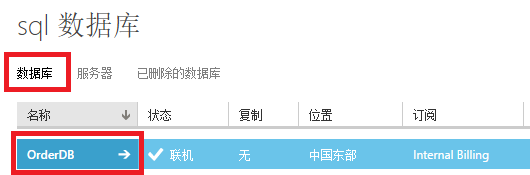 sql 数据库
数据库 服务器 已删除的数据库
名称 状态 复制 位置 订阅
OrderDB 联机 无 中国东部 Internal Billing